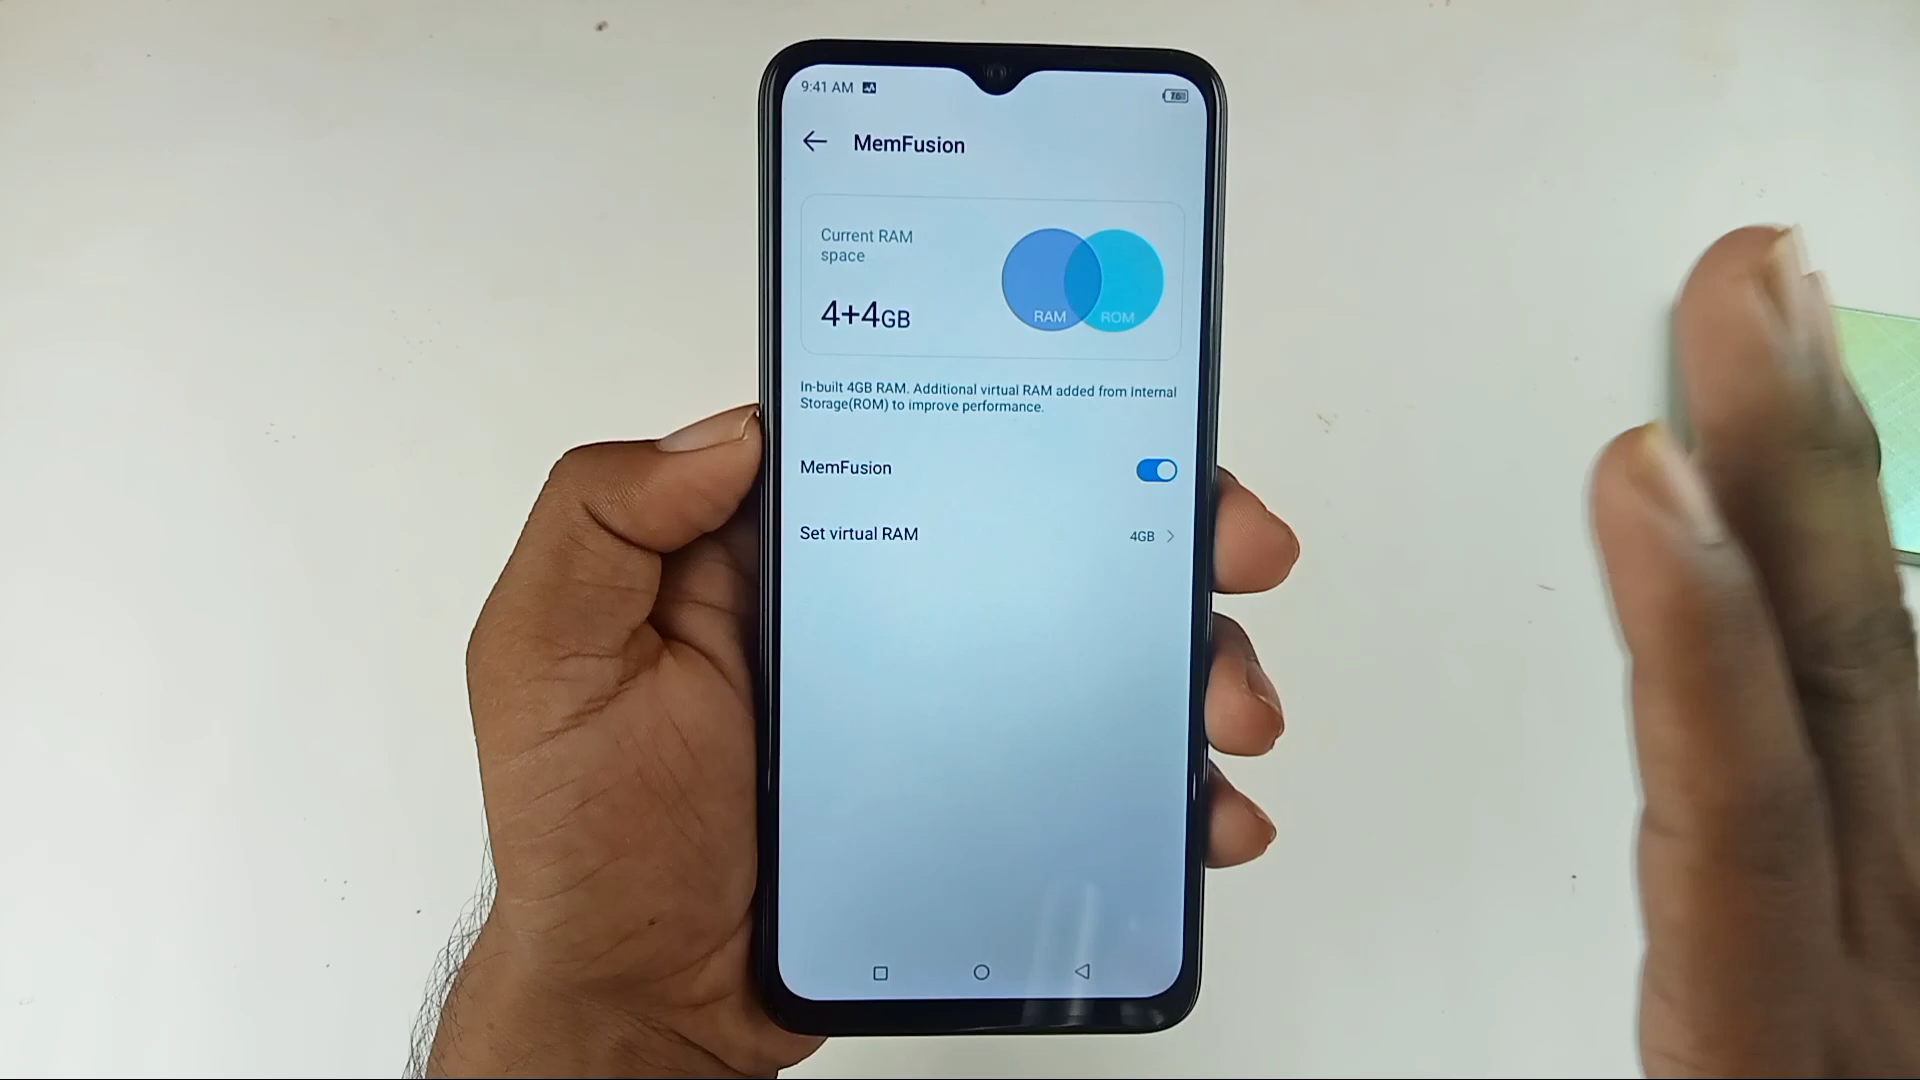 9:41 AM
MemFusion
Current RAM
space
4+4GB
RAM
ROM
In-built 4GB RAM. Additional virtual RAM added from Internal
Storage(ROM) to improve performance.
MemFusion
Set virtual RAM
4GB